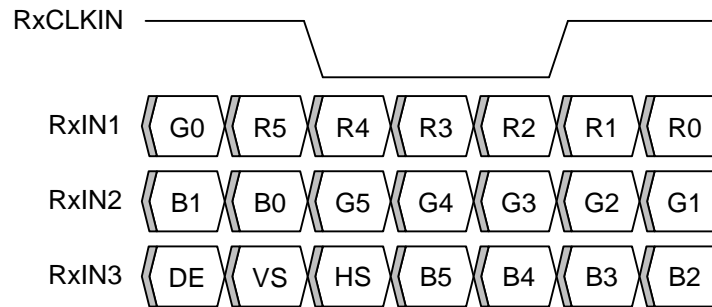 RxCLKIN
RxIN1 G0 R5 R4 R3 R2 R1 R0
RxIN2 B1 B0 G5 G4 G3 G2 G1
RxIN3 DE VS HS B5 B4 B3 B2